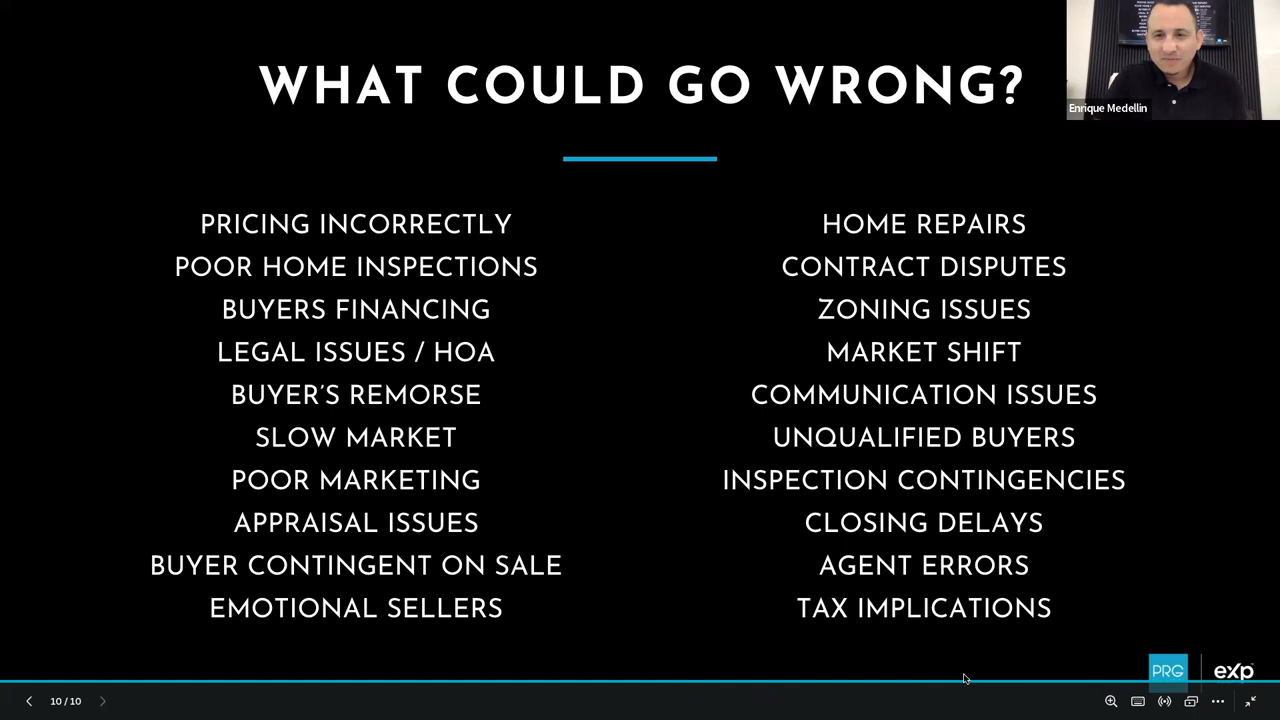 WHAT COULD GO WRONG?
Enrique Medellin
PRICING INCORRECTLY
POOR HOME INSPECTIONS
BUYERS FINANCING
LEGAL ISSUES / HOA
BUYER'S REMORSE
SLOW MARKET
POOR MARKETING
APPRAISAL ISSUES
BUYER CONTINGENT ON SALE
EMOTIONAL SELLERS
HOME REPAIRS
CONTRACT DISPUTES
ZONING ISSUES
MARKET SHIFT
COMMUNICATION ISSUES
UNQUALIFIED BUYERS
INSPECTION CONTINGENCIES
CLOSING DELAYS
AGENT ERRORS
TAX IMPLICATIONS
PRG
eXp
10 / 10